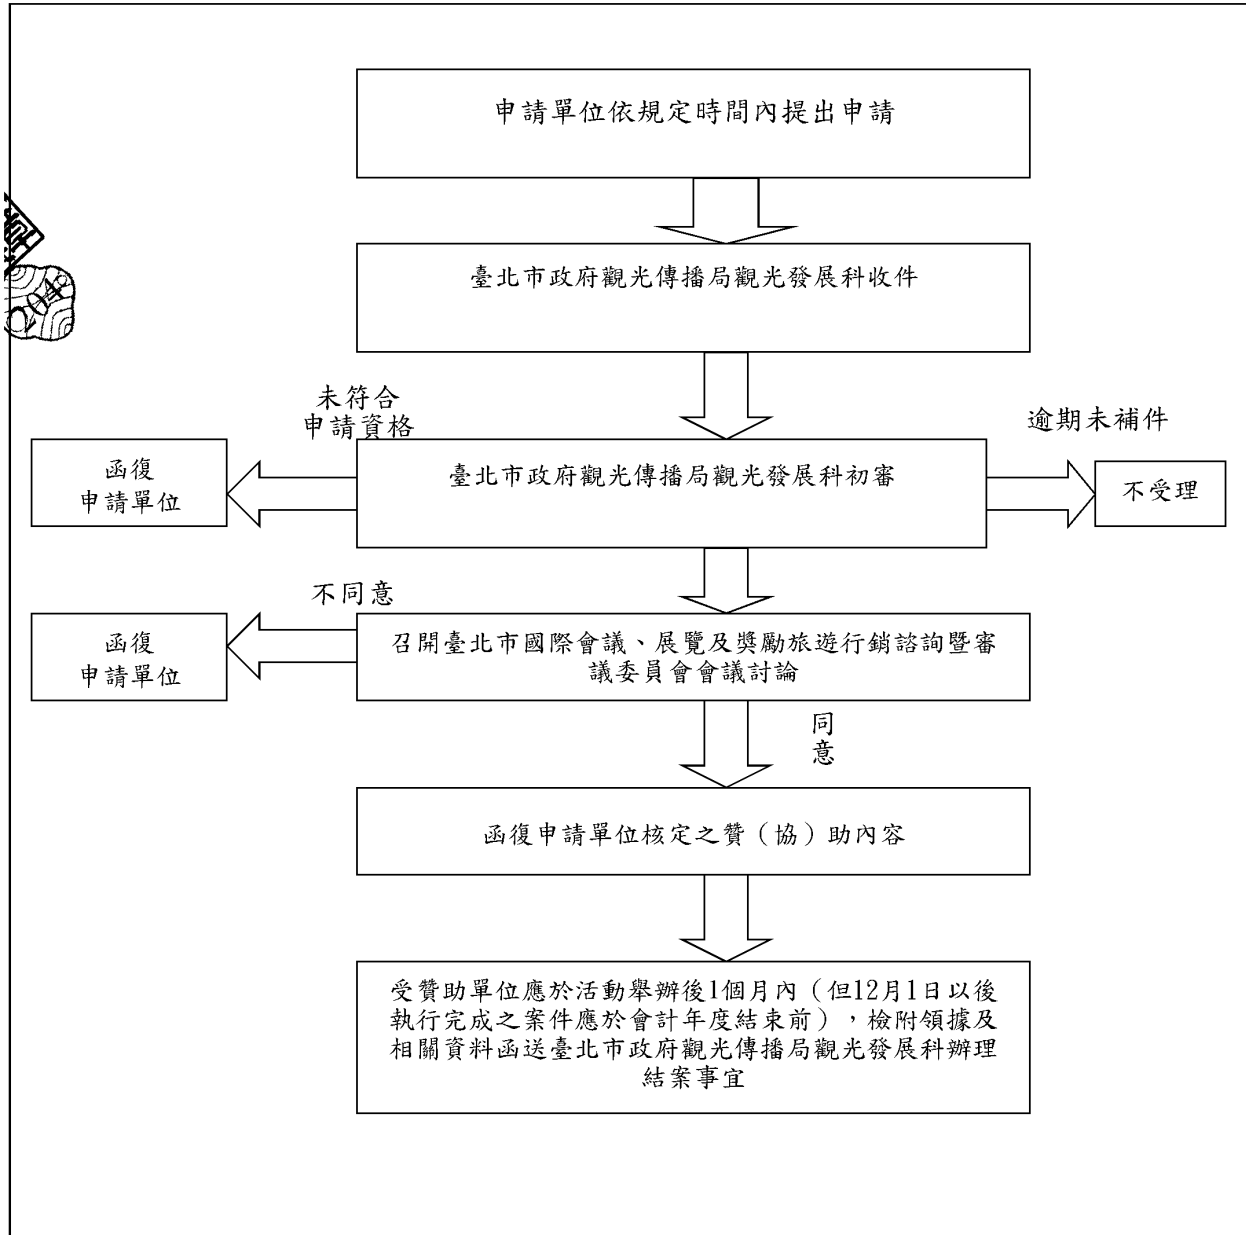 申請單位依規定時間內提出申請
臺北市政府觀光傳播局觀光發展科收件
未符合
申請資格
逾期未補件
函復
申請單位
臺北市政府觀光傳播局觀光發展科初審
不受理
不同意
函復
申請單位
召開臺北市國際會議、展覽及獎勵旅遊行銷諮詢暨審
議委員會會議討論
同
意
函復申請單位核定之贊（協）助內容
受贊助單位應於活動舉辦後1個月內（但12月1日以後
執行完成之案件應於會計年度結束前），檢附領據及
相關資料函送臺北市政府觀光傳播局觀光發展科辦理
結案事宜